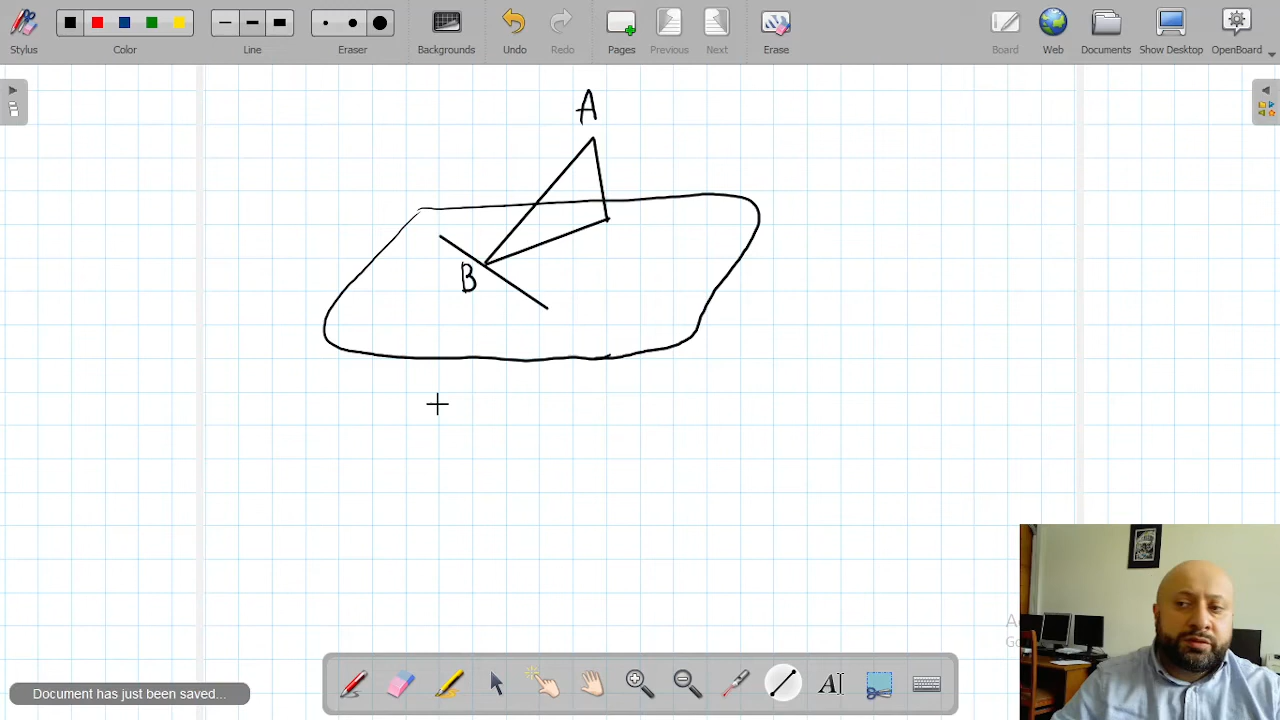 Stylus Color Line Eraser Backgrounds Undo Redo Pages Previous Next Erase Board Web Documents Show Desktop OpenBoard
A
B
Document has just been saved...